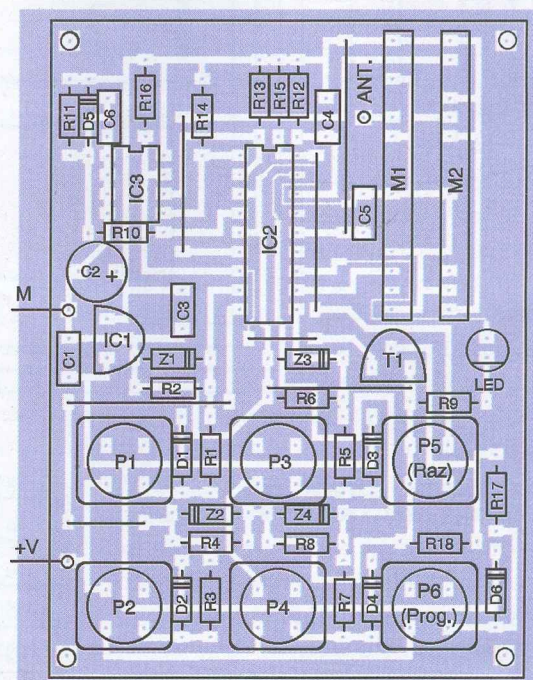 R11
D5
C6
R16
R14
R13
R15
R12
C4
ANT.
M1
M2
IC3
IC2
C5
R10
C2
+
M
C3
IC1
C1
Z1
Z3
T1
LED
R2
R6
R9
P1
D1
R1
P3
R5
D3
P5
(Raz)
R17
Z2
Z4
R4
R8
R18
+V
P2
D2
R3
P4
R7
D4
P6
(Prog.)
D6